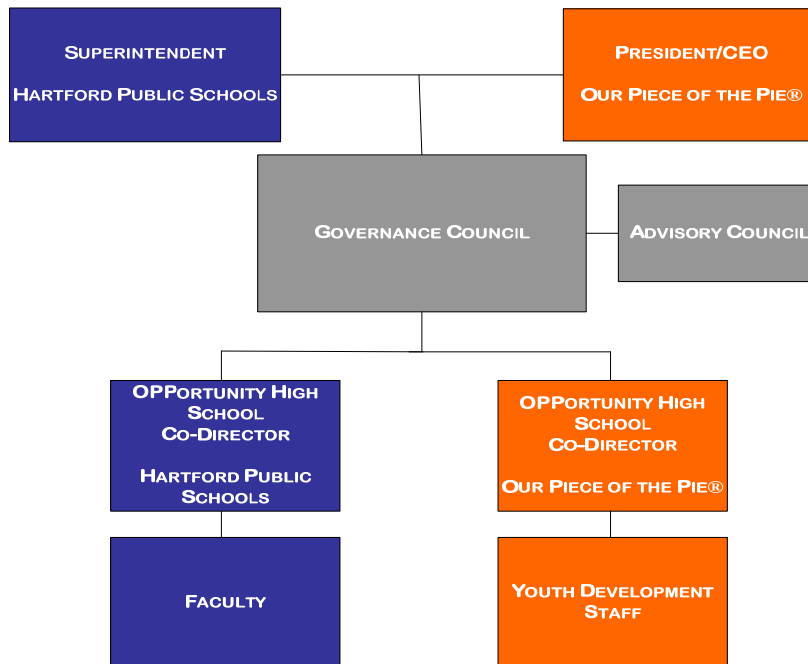 SUPERINTENDENT
HARTFORD PUBLIC SCHOOLS
PRESIDENT/CEO
OUR PIECE OF THE PIE®
GOVERNANCE COUNCIL
ADVISORY COUNCIL
OPPORTUNITY HIGH
SCHOOL
CO-DIRECTOR
HARTFORD PUBLIC
SCHOOLS
OPPORTUNITY HIGH
SCHOOL
CO-DIRECTOR
OUR PIECE OF THE PIE®
FACULTY
YOUTH DEVELOPMENT
STAFF